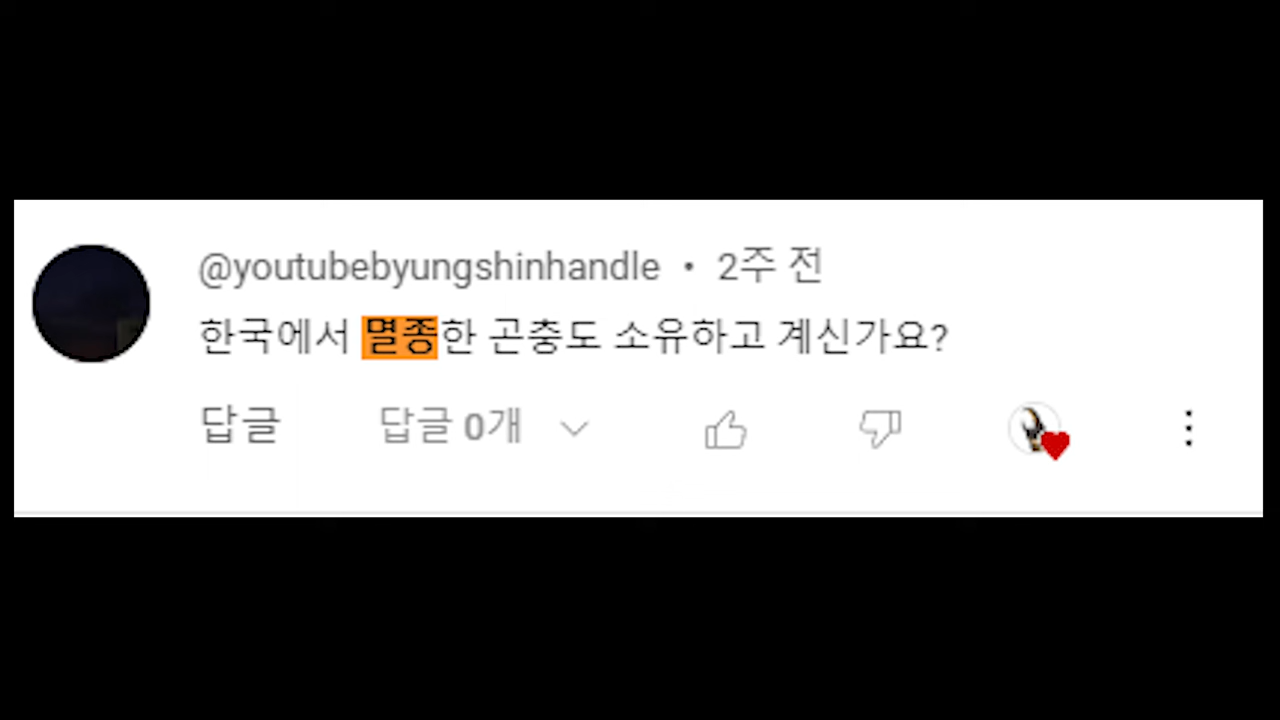 @youtubebyungshinhandle • 2주 전
한국에서 멸종한 곤충도 소유하고 계신가요?
답글 답글 0개